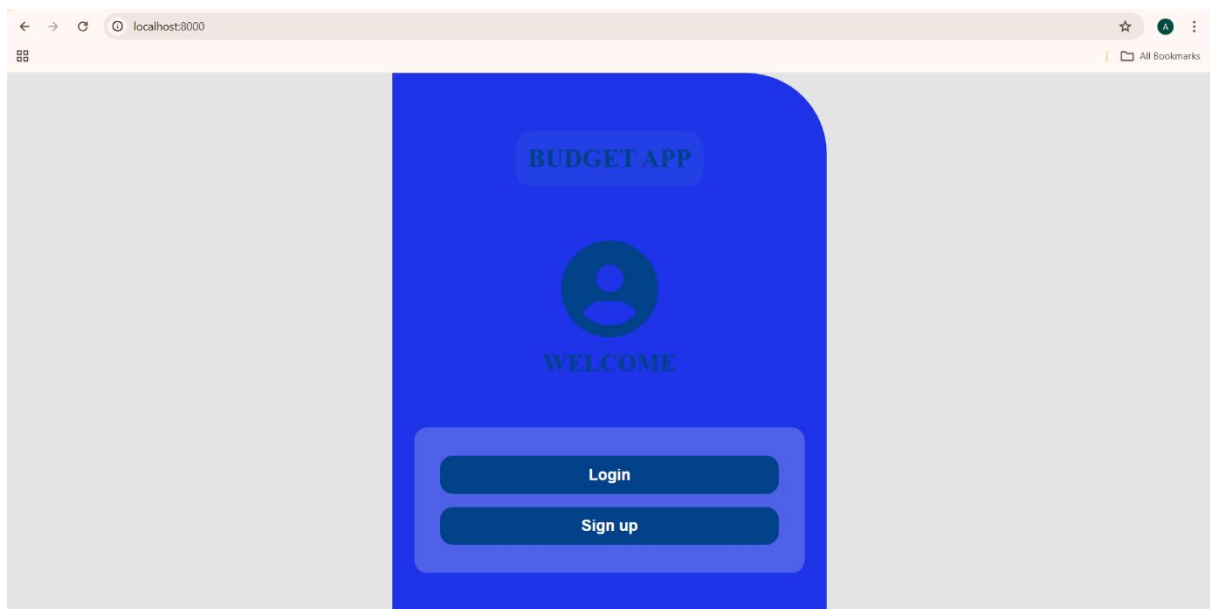 localhost:8000
A
All Bookmarks
BUDGET APP
WELCOME
Login
Sign up